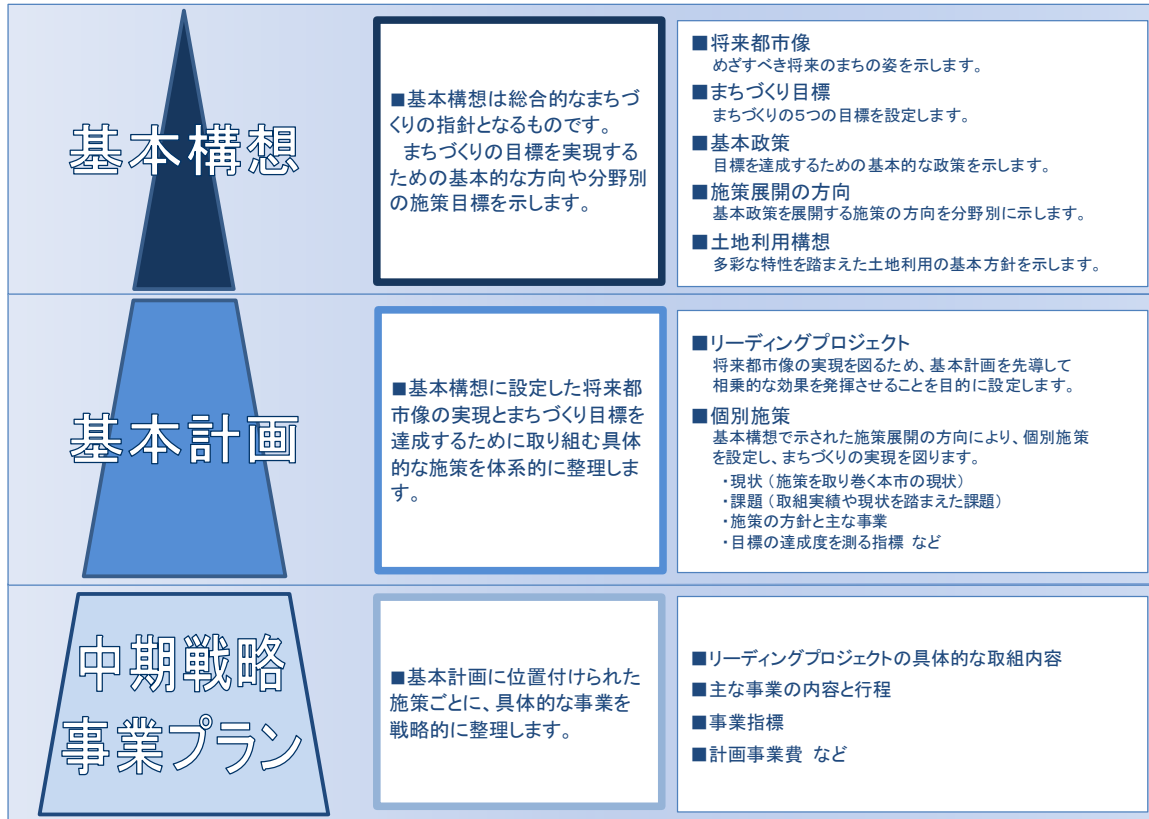 基本構想
■基本構想は総合的なまちづ
くりの指針となるものです。
まちづくりの目標を実現する
ための基本的な方向や分野別
の施策目標を示します。
■将来都市像
めざすべき将来のまちの姿を示します。
■まちづくり目標
まちづくりの5つの目標を設定します。
■基本政策
目標を達成するための基本的な政策を示します。
■施策展開の方向
基本政策を展開する施策の方向を分野別に示します。
■土地利用構想
多彩な特性を踏まえた土地利用の基本方針を示します。
基本計画
■基本構想に設定した将来都
市像の実現とまちづくり目標を
達成するために取り組む具体
的な施策を体系的に整理しま
す。
■リーディングプロジェクト
将来都市像の実現を図るため、基本計画を先導して
相乗的な効果を発揮させることを目的に設定します。
■個別施策
基本構想で示された施策展開の方向により、個別施策
を設定し、まちづくりの実現を図ります。
・現状（施策を取り巻く本市の現状）
・課題（取組実績や現状を踏まえた課題）
・施策の方針と主な事業
・目標の達成度を測る指標 など
中期戦略
事業プラン
■基本計画に位置付けられた
施策ごとに、具体的な事業を
戦略的に整理します。
■リーディングプロジェクトの具体的な取組内容
■主な事業の内容と行程
■事業指標
■計画事業費 など